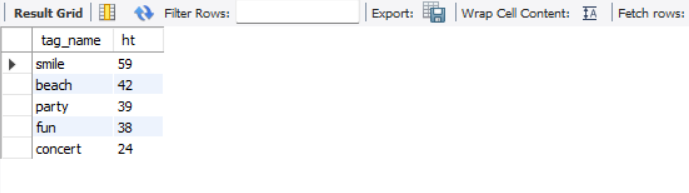 Result Grid Filter Rows: Export: Wrap Cell Content: IA Fetch rows:
tag_name ht
smile 59
beach 42
party 39
fun 38
concert 24